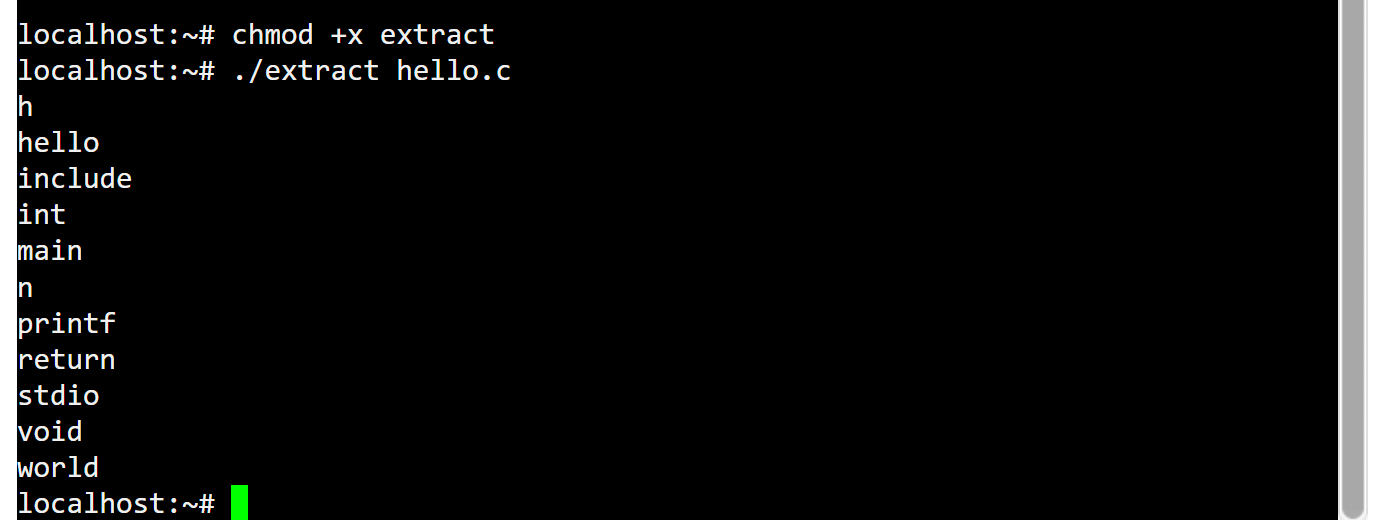 localhost:~# chmod +x extract
localhost:~# ./extract hello.c
h
hello
include
int
main
n
printf
return
stdio
void
world
localhost:~#